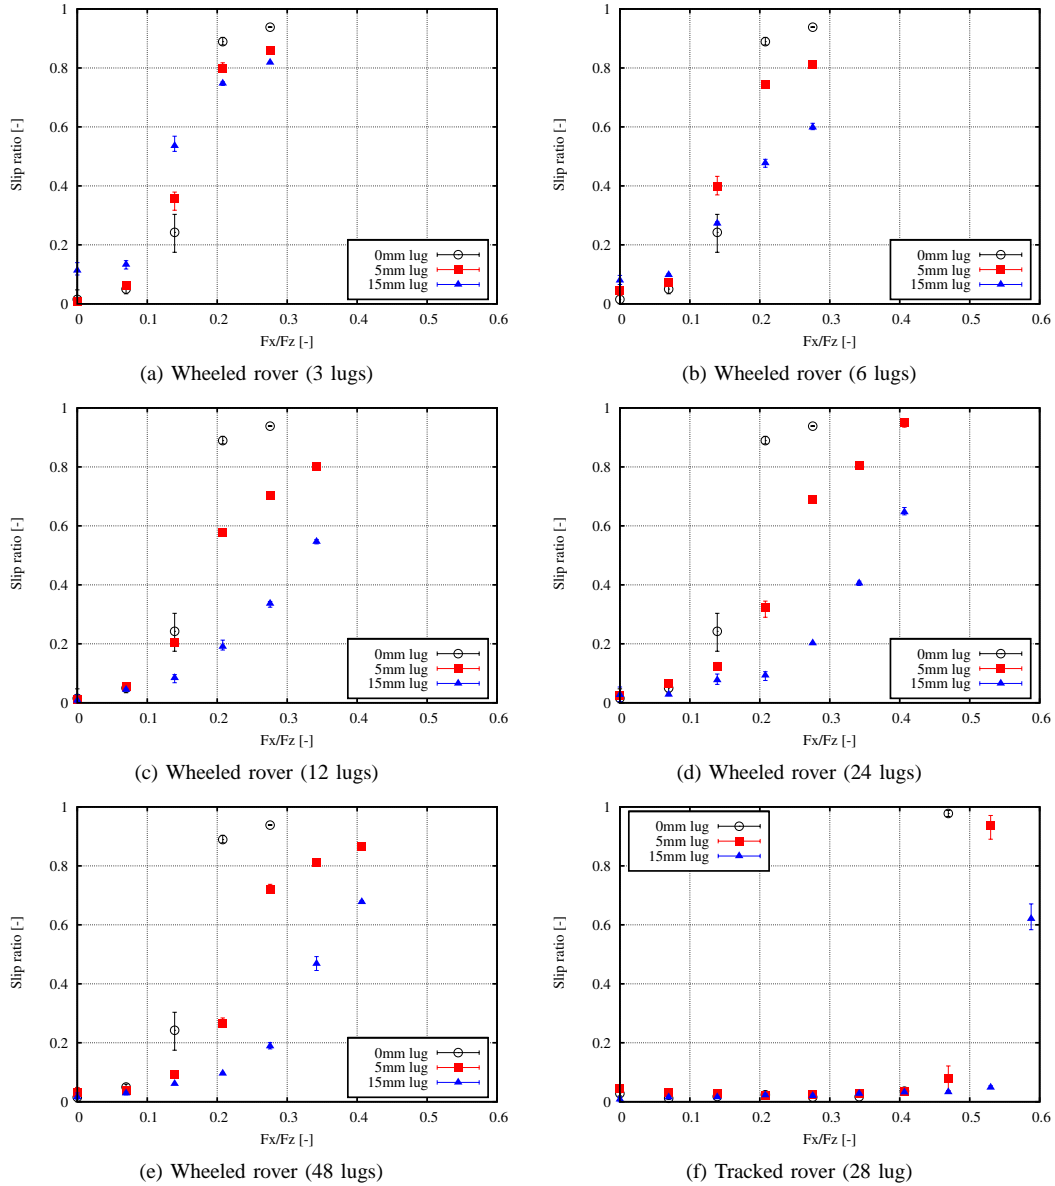 1
0.8
0.6
0.4
0.2
0
Slip ratio [-]
0mm lug
5mm lug
15mm lug
0 0.1 0.2 0.3 0.4 0.5 0.6
Fx/Fz [-]
(a) Wheeled rover (3 lugs)
1
0.8
0.6
0.4
0.2
0
Slip ratio [-]
0mm lug
5mm lug
15mm lug
0 0.1 0.2 0.3 0.4 0.5 0.6
Fx/Fz [-]
(b) Wheeled rover (6 lugs)
1
0.8
0.6
0.4
0.2
0
Slip ratio [-]
0mm lug
5mm lug
15mm lug
0 0.1 0.2 0.3 0.4 0.5 0.6
Fx/Fz [-]
(c) Wheeled rover (12 lugs)
1
0.8
0.6
0.4
0.2
0
Slip ratio [-]
0mm lug
5mm lug
15mm lug
0 0.1 0.2 0.3 0.4 0.5 0.6
Fx/Fz [-]
(d) Wheeled rover (24 lugs)
1
0.8
0.6
0.4
0.2
0
Slip ratio [-]
0mm lug
5mm lug
15mm lug
0 0.1 0.2 0.3 0.4 0.5 0.6
Fx/Fz [-]
(e) Wheeled rover (48 lugs)
1
0.8
0.6
0.4
0.2
0
Slip ratio [-]
0mm lug
5mm lug
15mm lug
0 0.1 0.2 0.3 0.4 0.5 0.6
Fx/Fz [-]
(f) Tracked rover (28 lug)